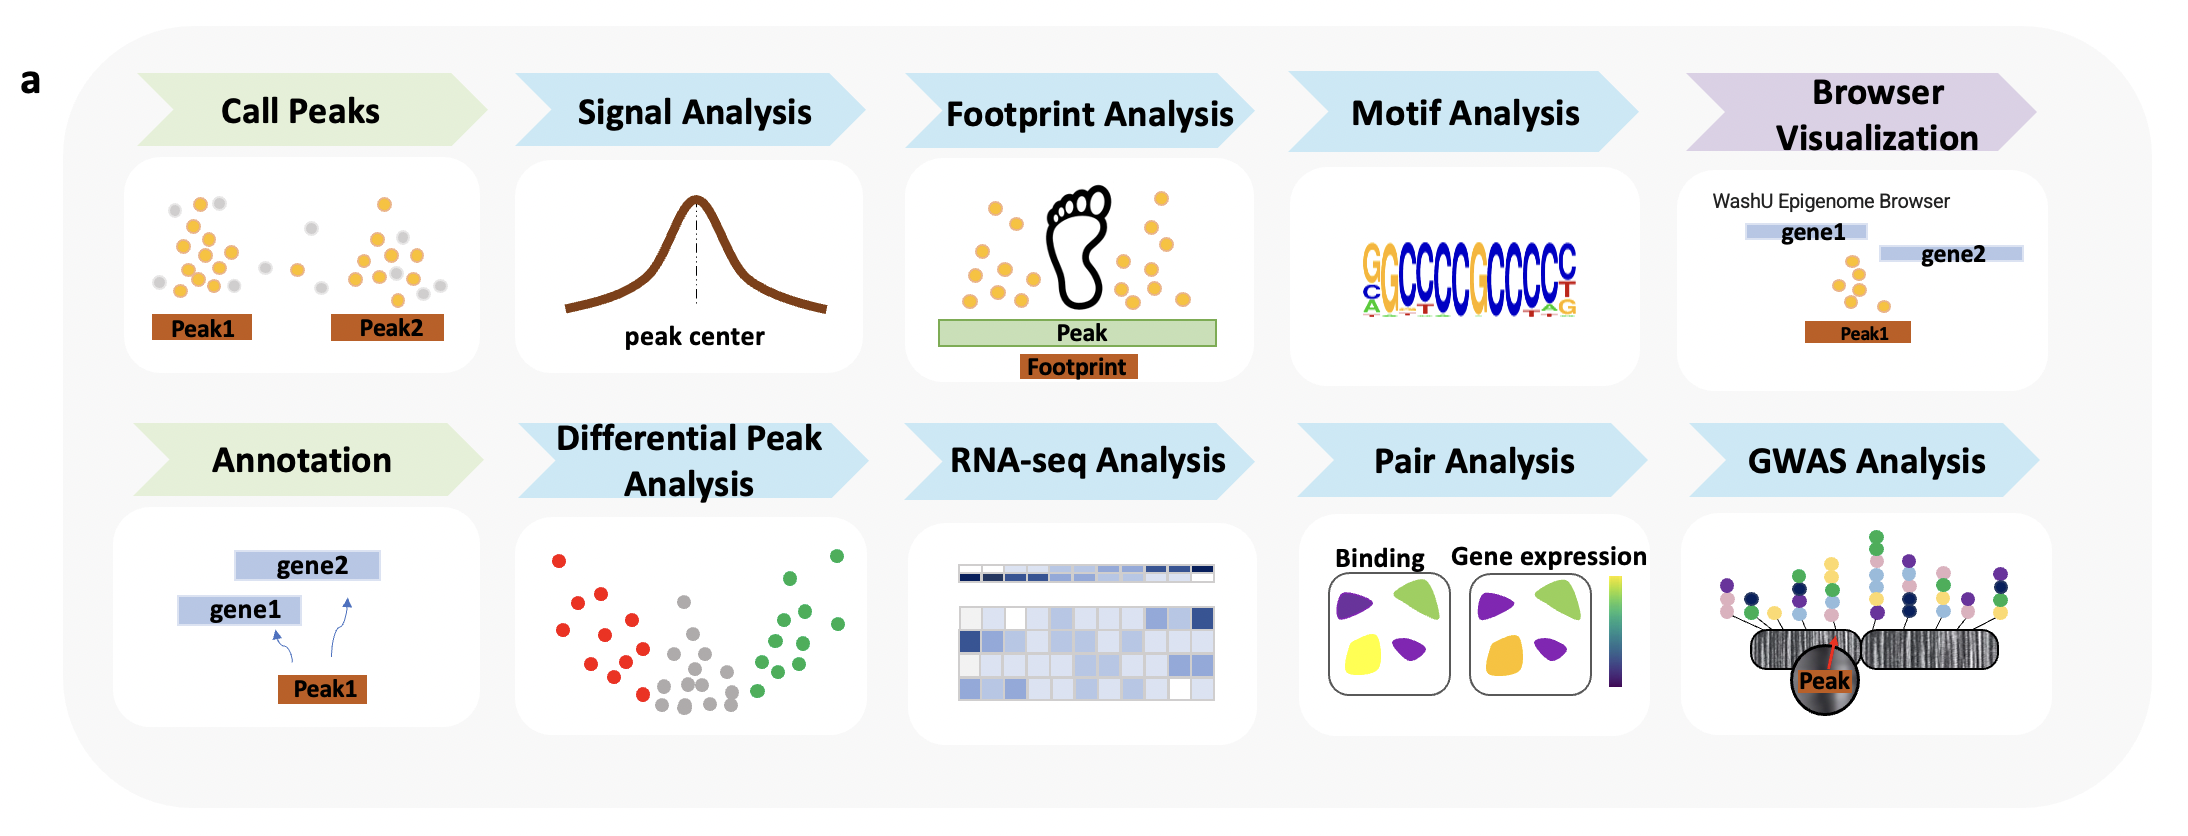 a
Call Peaks
Signal Analysis
Footprint Analysis
Motif Analysis
Browser
Visualization
Peak1
Peak2
peak center
Peak
Footprint
GGCCCCGCCCCC
WashU Epigenome Browser
gene1
gene2
Peak1
Annotation
Differential Peak
Analysis
RNA-seq Analysis
Pair Analysis
GWAS Analysis
gene2
gene1
Peak1
Binding
Gene expression
Peak